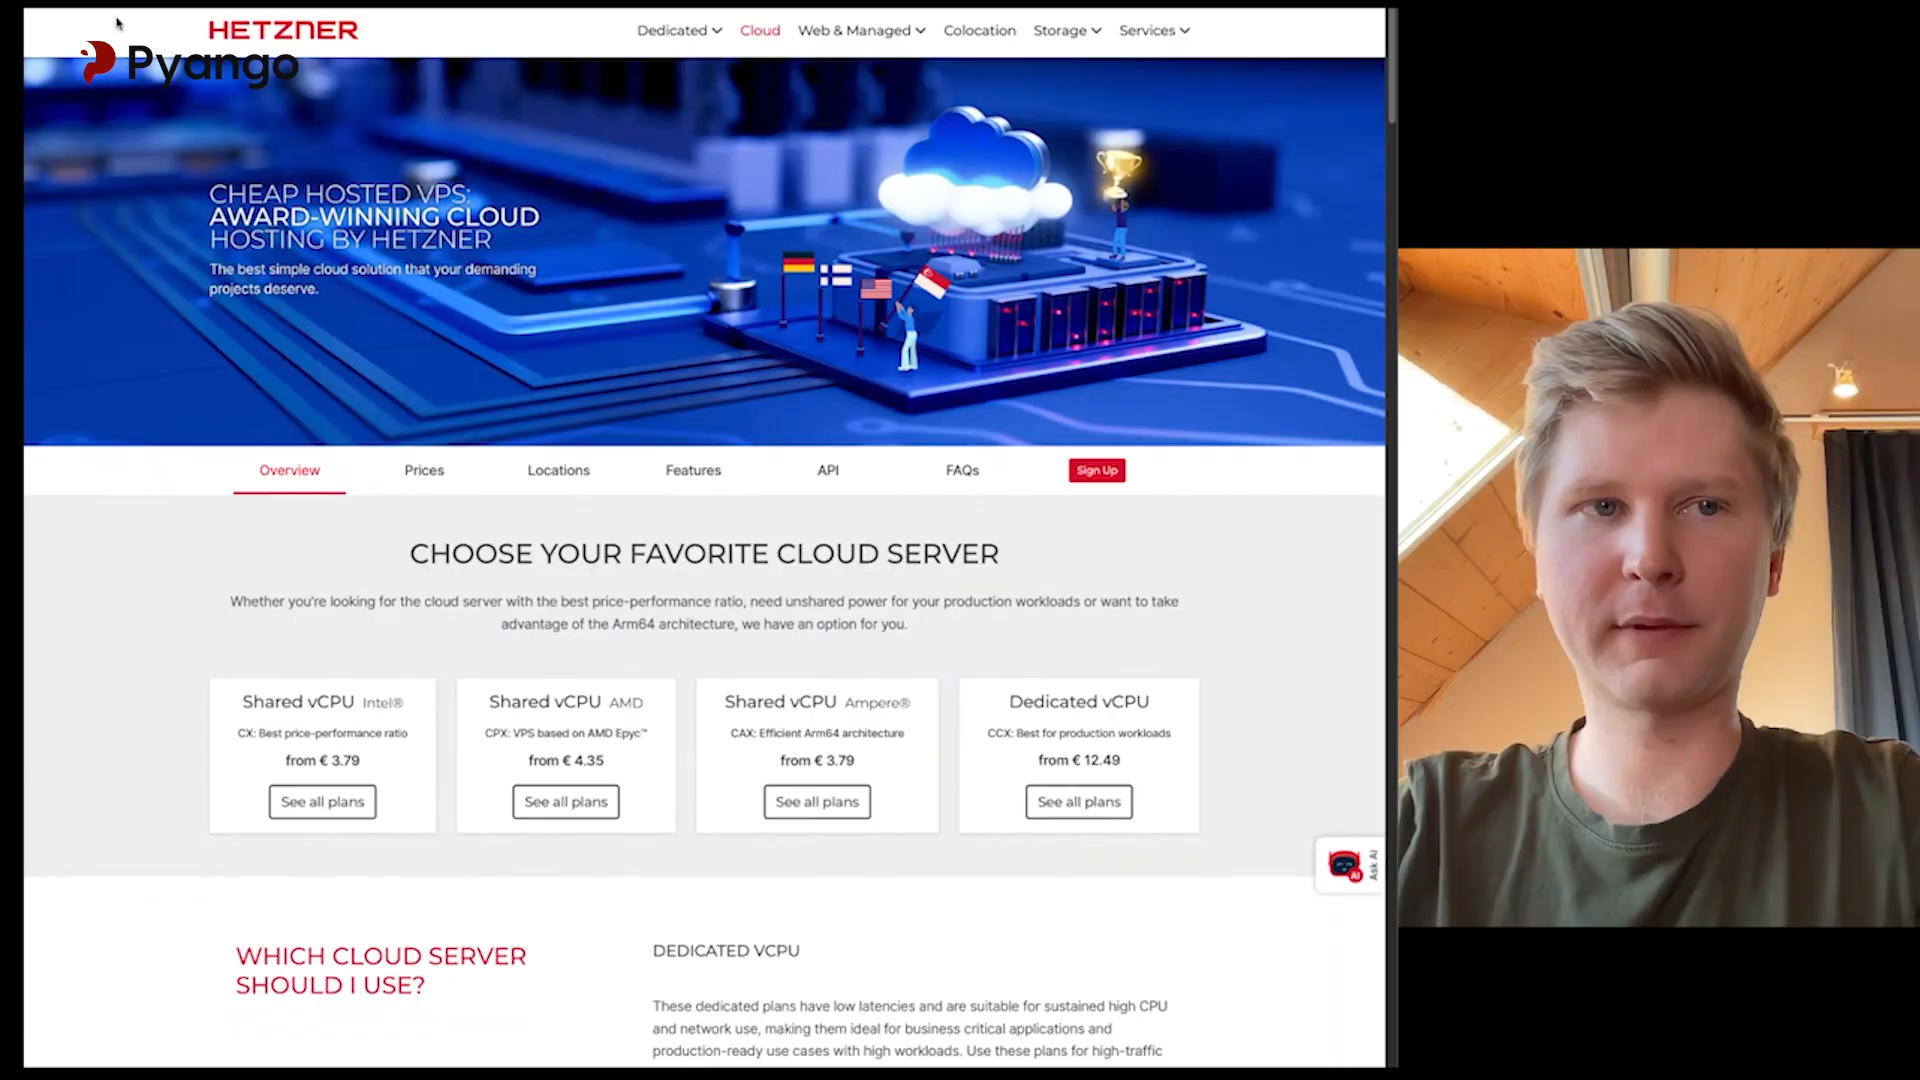 HETZNER
Dedicated
Cloud
Web & Managed
Colocation
Storage
Services
Pyango
CHEAP HOSTED VPS:
AWARD-WINNING CLOUD
HOSTING BY HETZNER
The best simple cloud solution that your demanding
projects deserve.
Overview
Prices
Locations
Features
API
FAQs
Sign Up
CHOOSE YOUR FAVORITE CLOUD SERVER
Whether you're looking for the cloud server with the best price-performance ratio, need unshared power for your production workloads or want to take
advantage of the Arm64 architecture, we have an option for you.
Shared vCPU Intel®
CX: Best price-performance ratio
from € 3.79
See all plans
Shared vCPU AMD
CPX: VPS based on AMD Epyc™
from € 4.35
See all plans
Shared vCPU Ampere®
CAX: Efficient Arm64 architecture
from € 3.79
See all plans
Dedicated vCPU
CCX: Best for production workloads
from € 12.49
See all plans
AI
Ask AI
WHICH CLOUD SERVER
SHOULD I USE?
DEDICATED VCPU
These dedicated plans have low latencies and are suitable for sustained high CPU
and network use, making them ideal for business critical applications and
production-ready use cases with high workloads. Use these plans for high-traffic